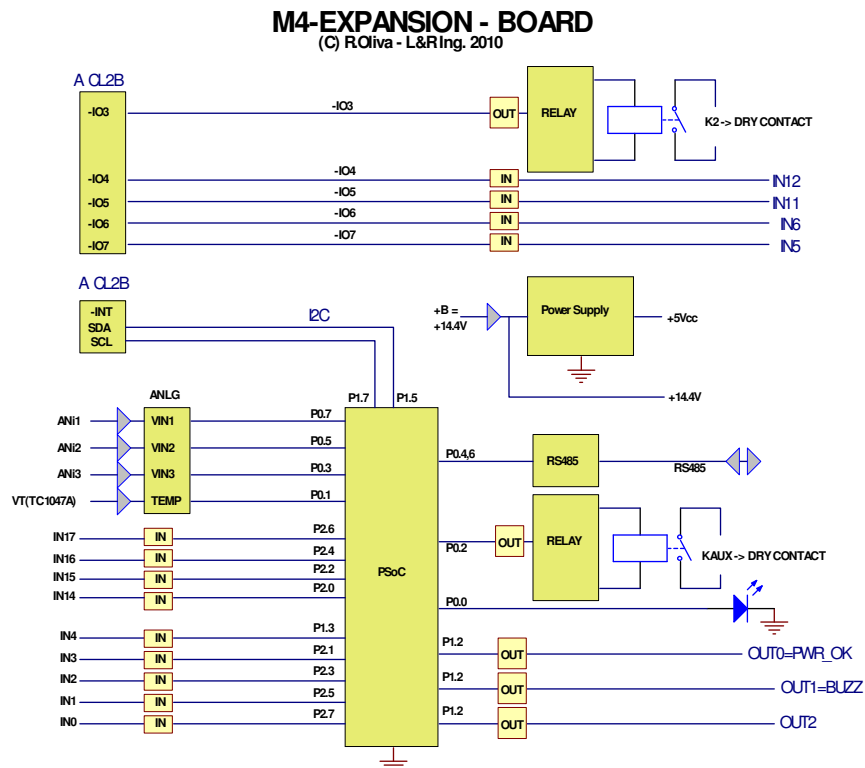 M4-EXPANSION - BOARD
(C) R.Oliva - L&R Ing. 2010
A CL2B
-IO3
-IO3
OUT
RELAY
K2 -> DRY CONTACT
-IO4
-IO4
IN
IN12
-IO5
-IO5
IN
IN11
-IO6
-IO6
IN
IN6
-IO7
-IO7
IN
IN5
A CL2B
-INT
SDA
SCL
I2C
+B =
+14.4V
Power Supply
+5Vcc
+14.4V
ANLG
P1.7
P1.5
ANi1
VIN1
P0.7
ANi2
VIN2
P0.5
ANi3
VIN3
P0.3
VT(TC1047A)
TEMP
P0.1
P0.4,6
RS485
RS485
IN17
IN
P2.6
IN16
IN
P2.4
IN15
IN
P2.2
IN14
IN
P2.0
PSoC
P0.2
OUT
RELAY
KAUX -> DRY CONTACT
P0.0
IN4
IN
P1.3
IN3
IN
P2.1
IN2
IN
P2.3
IN1
IN
P2.5
IN0
IN
P2.7
P1.2
OUT
OUT0=PWR_OK
P1.2
OUT
OUT1=BUZZ
P1.2
OUT
OUT2